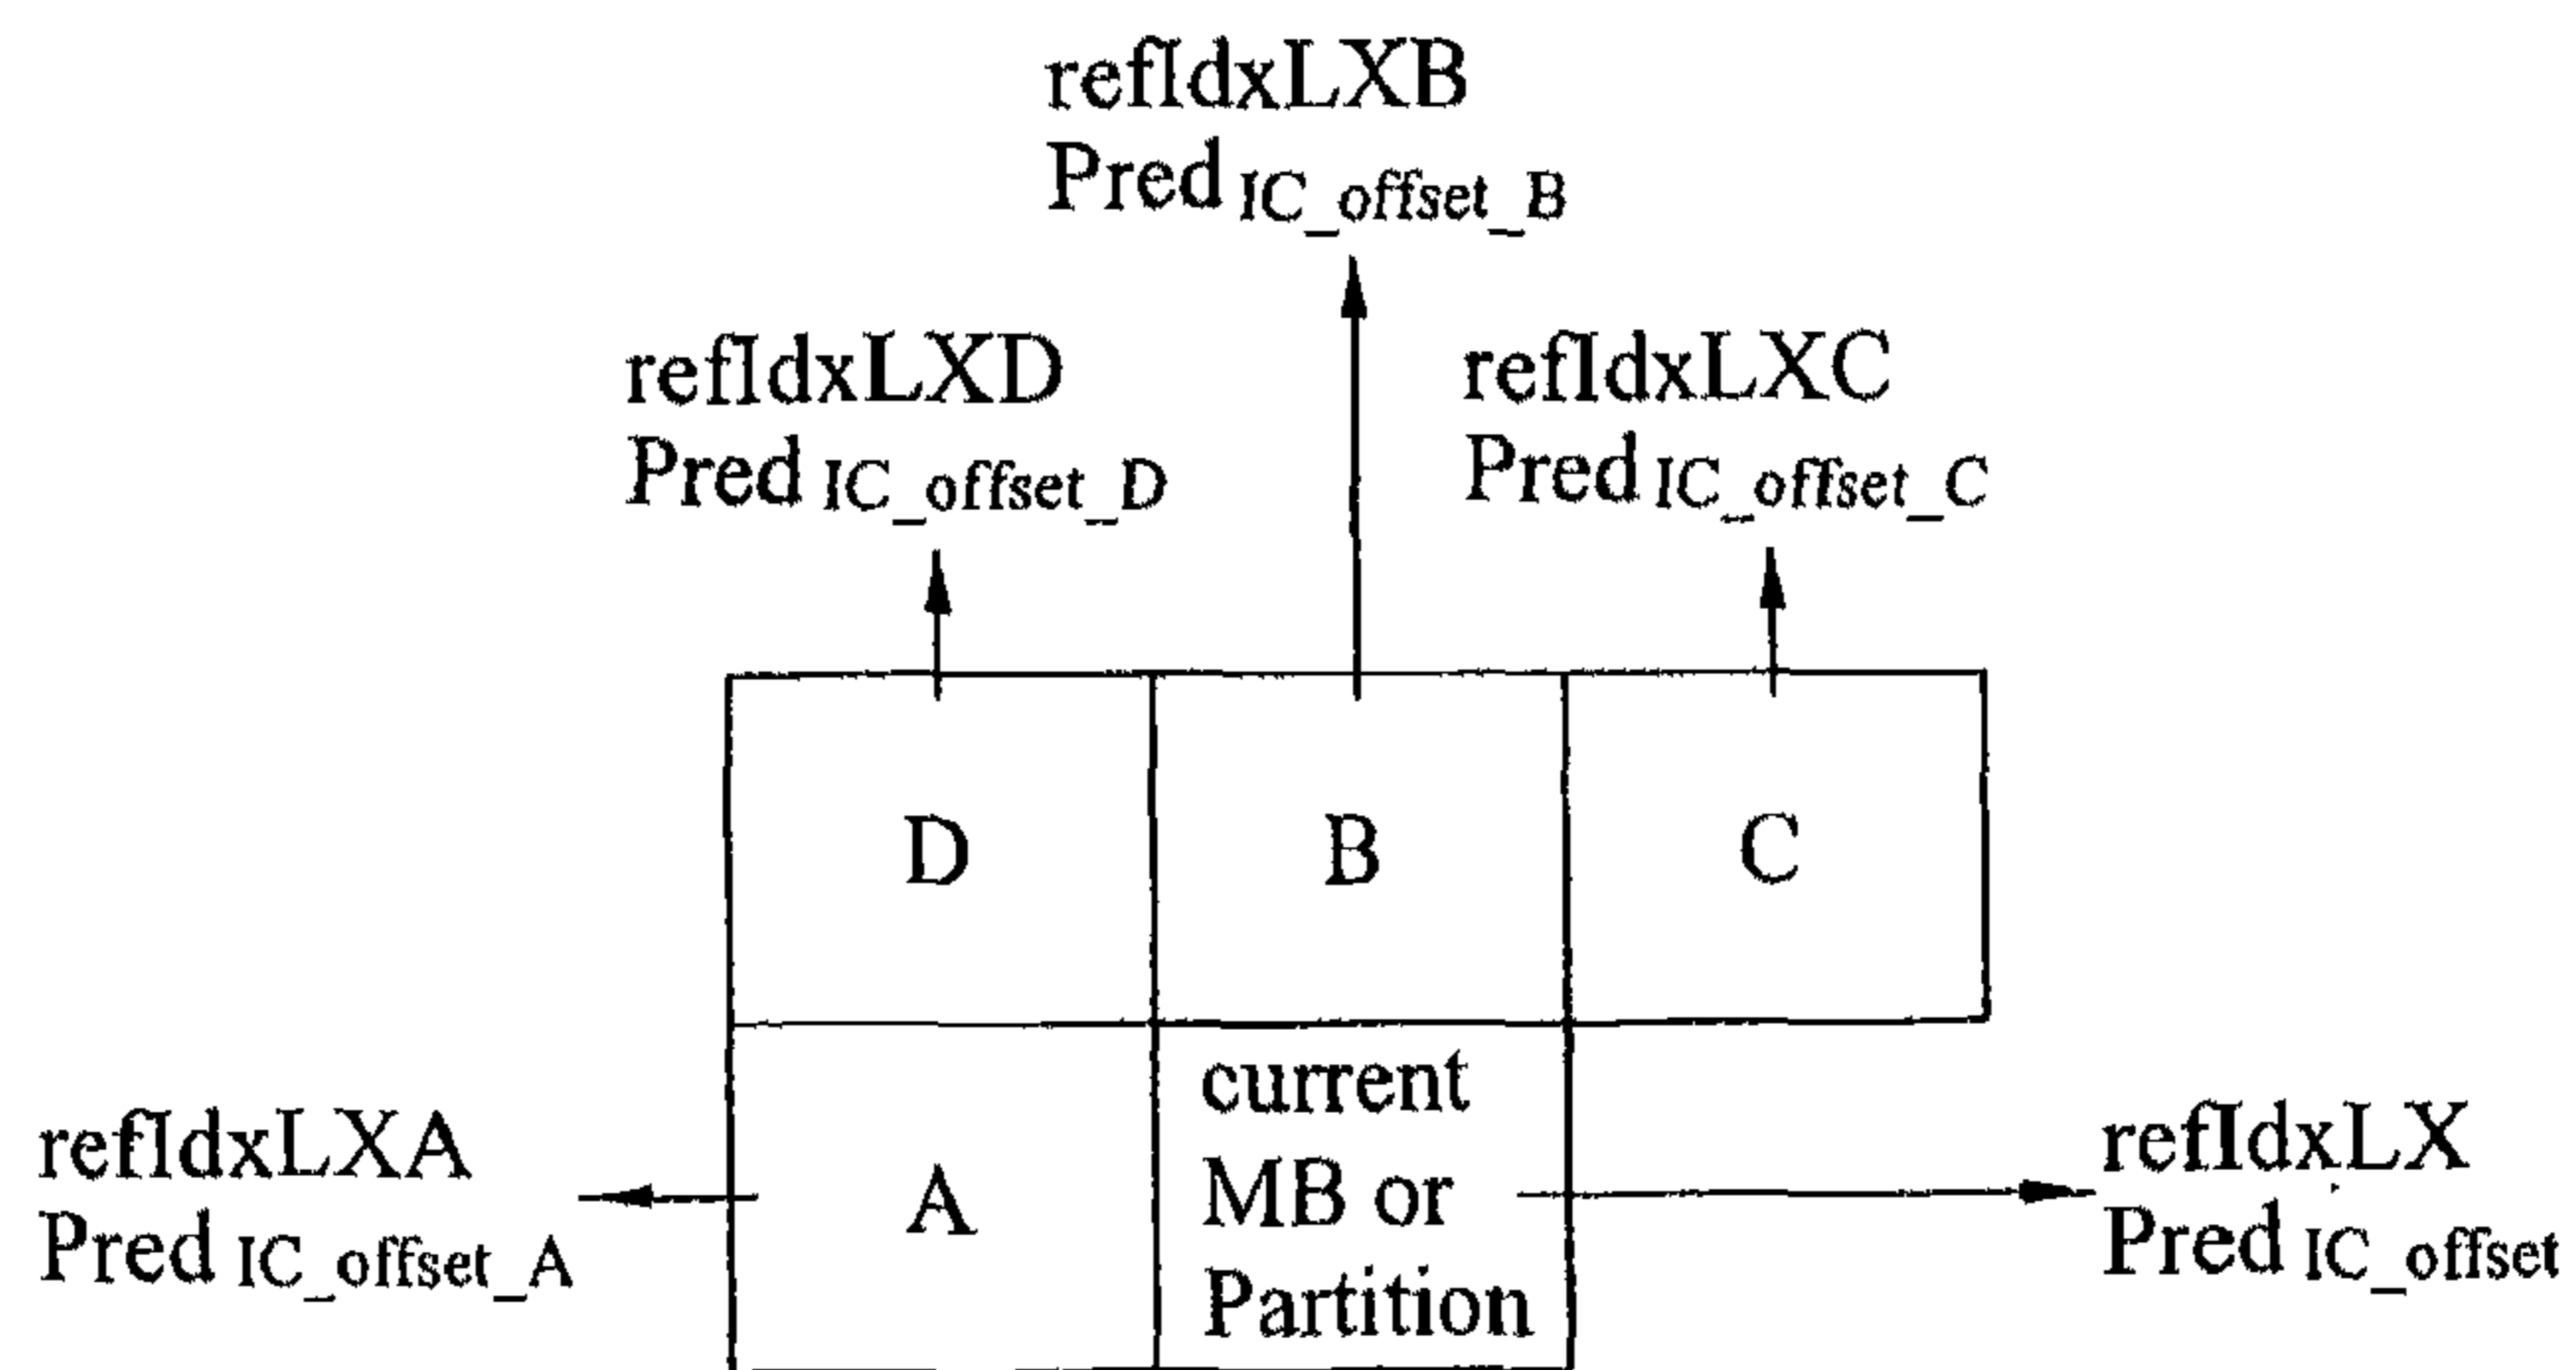 refIdxLXB
Pred IC_offset_B
refIdxLXD
Pred IC_offset_D
refIdxLXC
Pred IC_offset_C
D
B
C
refIdxLXA
Pred IC_offset_A
A
current
MB or
Partition
refIdxLX
Pred IC_offset